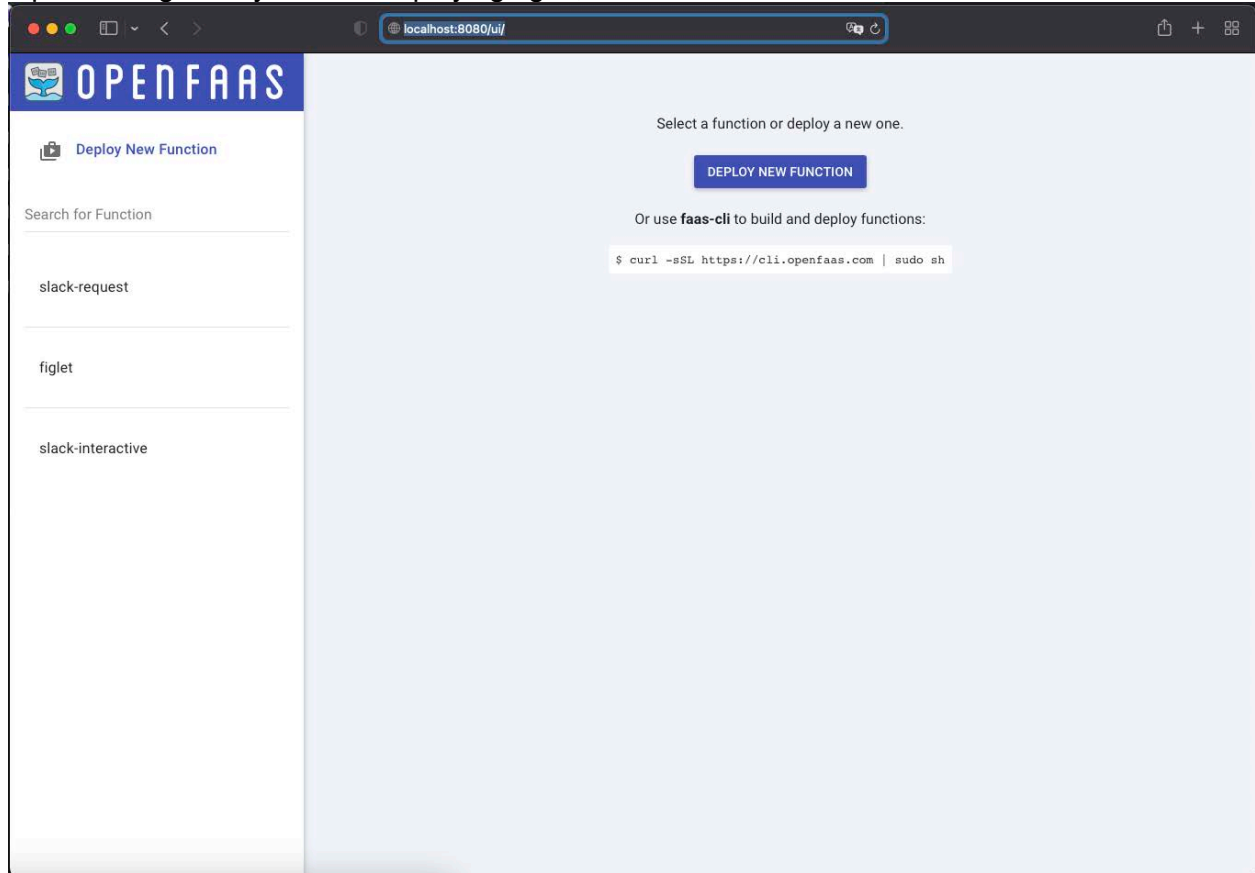 localhost:8080/ui/
OPENFAAS
Deploy New Function
Search for Function
slack-request
figlet
slack-interactive
Select a function or deploy a new one.
DEPLOY NEW FUNCTION
Or use faas-cli to build and deploy functions:
$ curl -sSL https://cli.openfaas.com | sudo sh